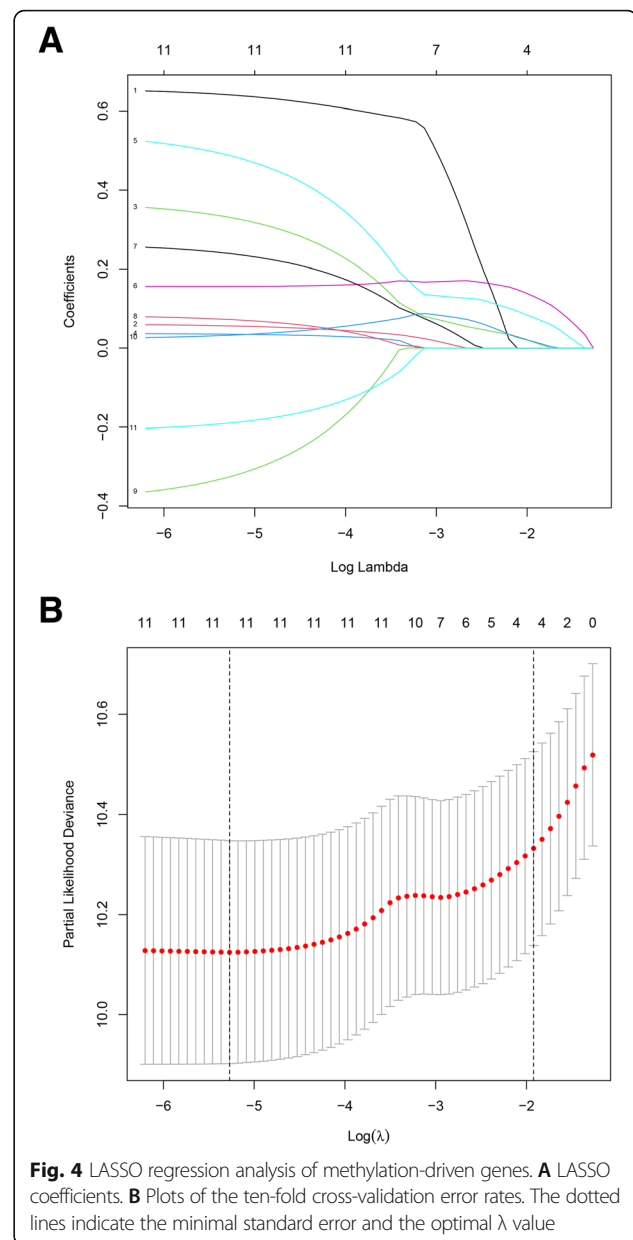 A
11 11 11 7 4
0.6
0.4
0.2
0.0
−0.2
−0.4
Coefficients
1
5
3
7
6
8
2
4
10
11
9
−6 −5 −4 −3 −2
Log Lambda
B
11 11 11 11 11 11 11 11 10 7 6 5 4 4 2 0
10.6
10.4
10.2
10.0
Partial Likelihood Deviance
−6 −5 −4 −3 −2
Log(λ)
Fig. 4 LASSO regression analysis of methylation-driven genes. A LASSO
coefficients. B Plots of the ten-fold cross-validation error rates. The dotted
lines indicate the minimal standard error and the optimal λ value